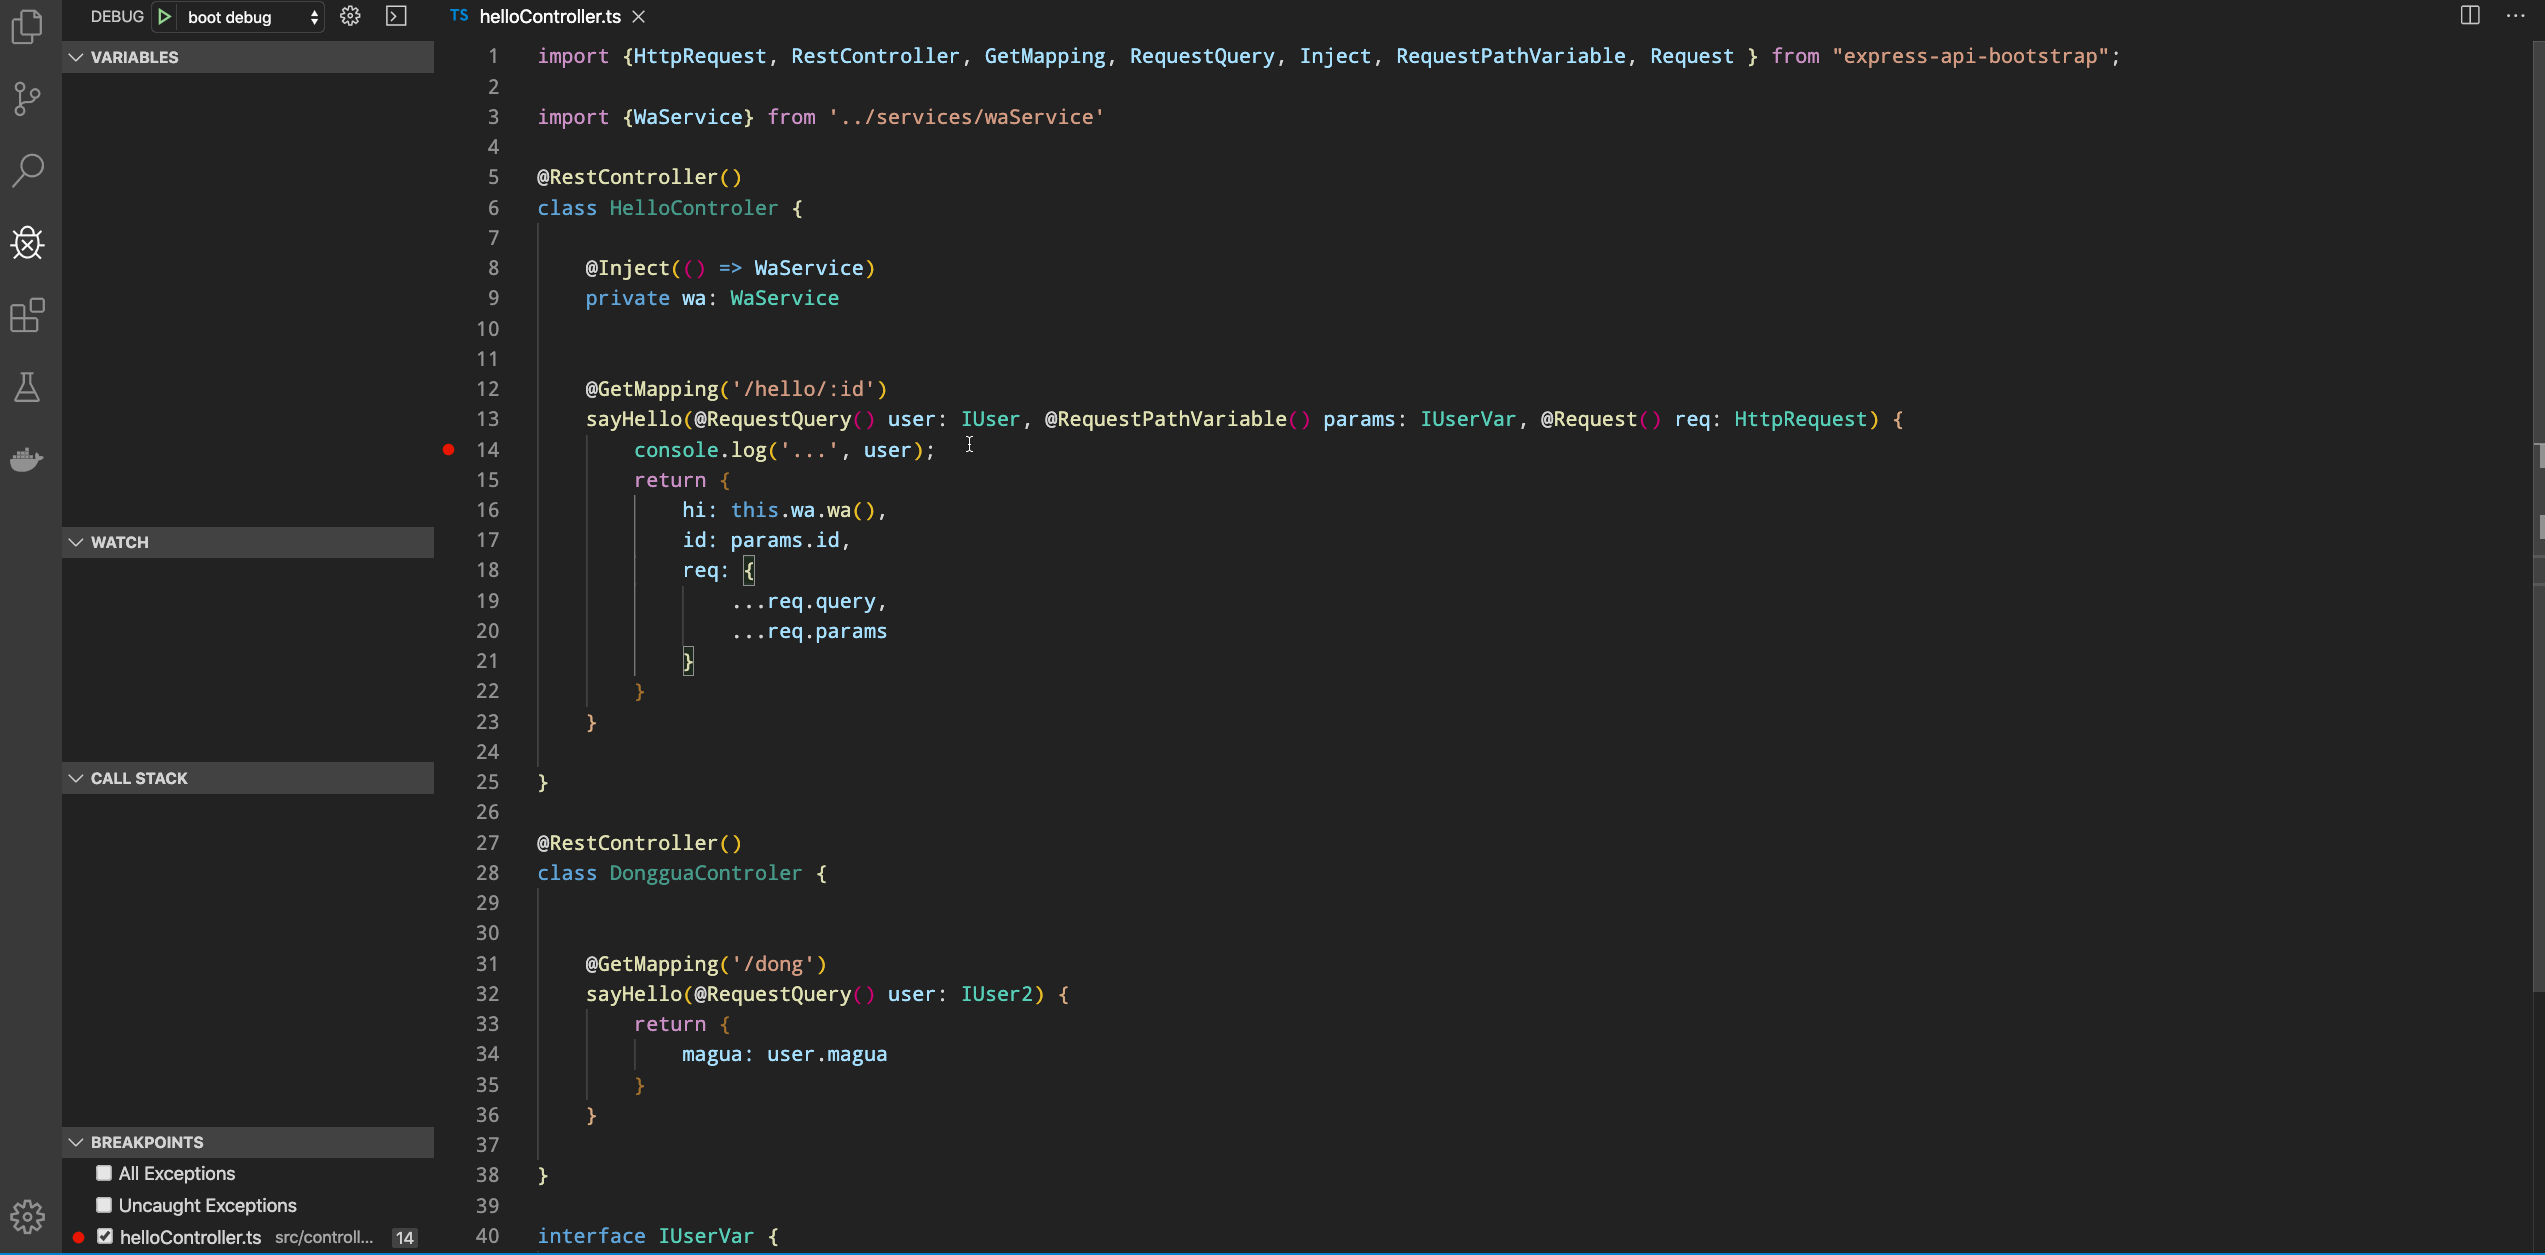 DEBUG boot debug
VARIABLES
WATCH
CALL STACK
BREAKPOINTS
All Exceptions
Uncaught Exceptions
helloController.ts src/controll... 14
TS helloController.ts
1 import {HttpRequest, RestController, GetMapping, RequestQuery, Inject, RequestPathVariable, Request } from "express-api-bootstrap";
2
3 import {WaService} from '../services/waService'
4
5 @RestController()
6 class HelloControler {
7
8 @Inject(() => WaService)
9 private wa: WaService
10
11
12 @GetMapping('/hello/:id')
13 sayHello(@RequestQuery() user: IUser, @RequestPathVariable() params: IUserVar, @Request() req: HttpRequest) {
14 console.log('...', user);
15 return {
16 hi: this.wa.wa(),
17 id: params.id,
18 req: {
19 ...req.query,
20 ...req.params
21 }
22 }
23 }
24
25 }
26
27 @RestController()
28 class DongguaControler {
29
30
31 @GetMapping('/dong')
32 sayHello(@RequestQuery() user: IUser2) {
33 return {
34 magua: user.magua
35 }
36 }
37
38 }
39
40 interface IUserVar {